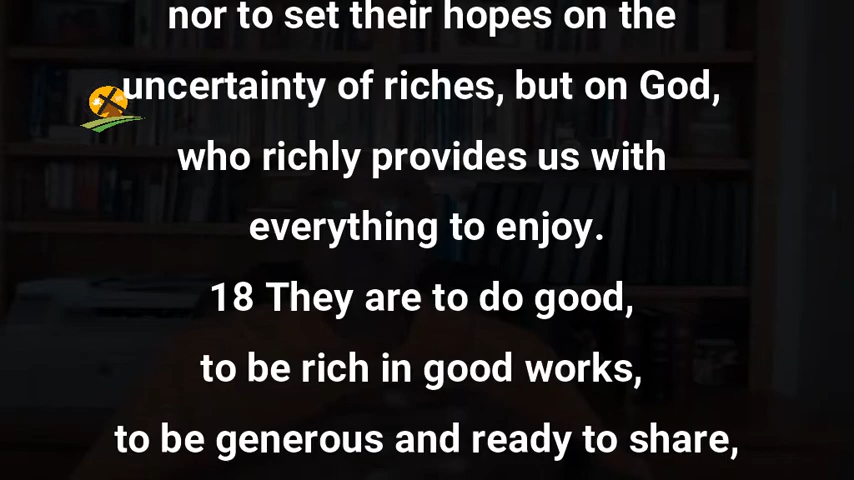 nor to set their hopes on the
uncertainty of riches, but on God,
who richly provides us with
everything to enjoy.
18 They are to do good,
to be rich in good works,
to be generous and ready to share,